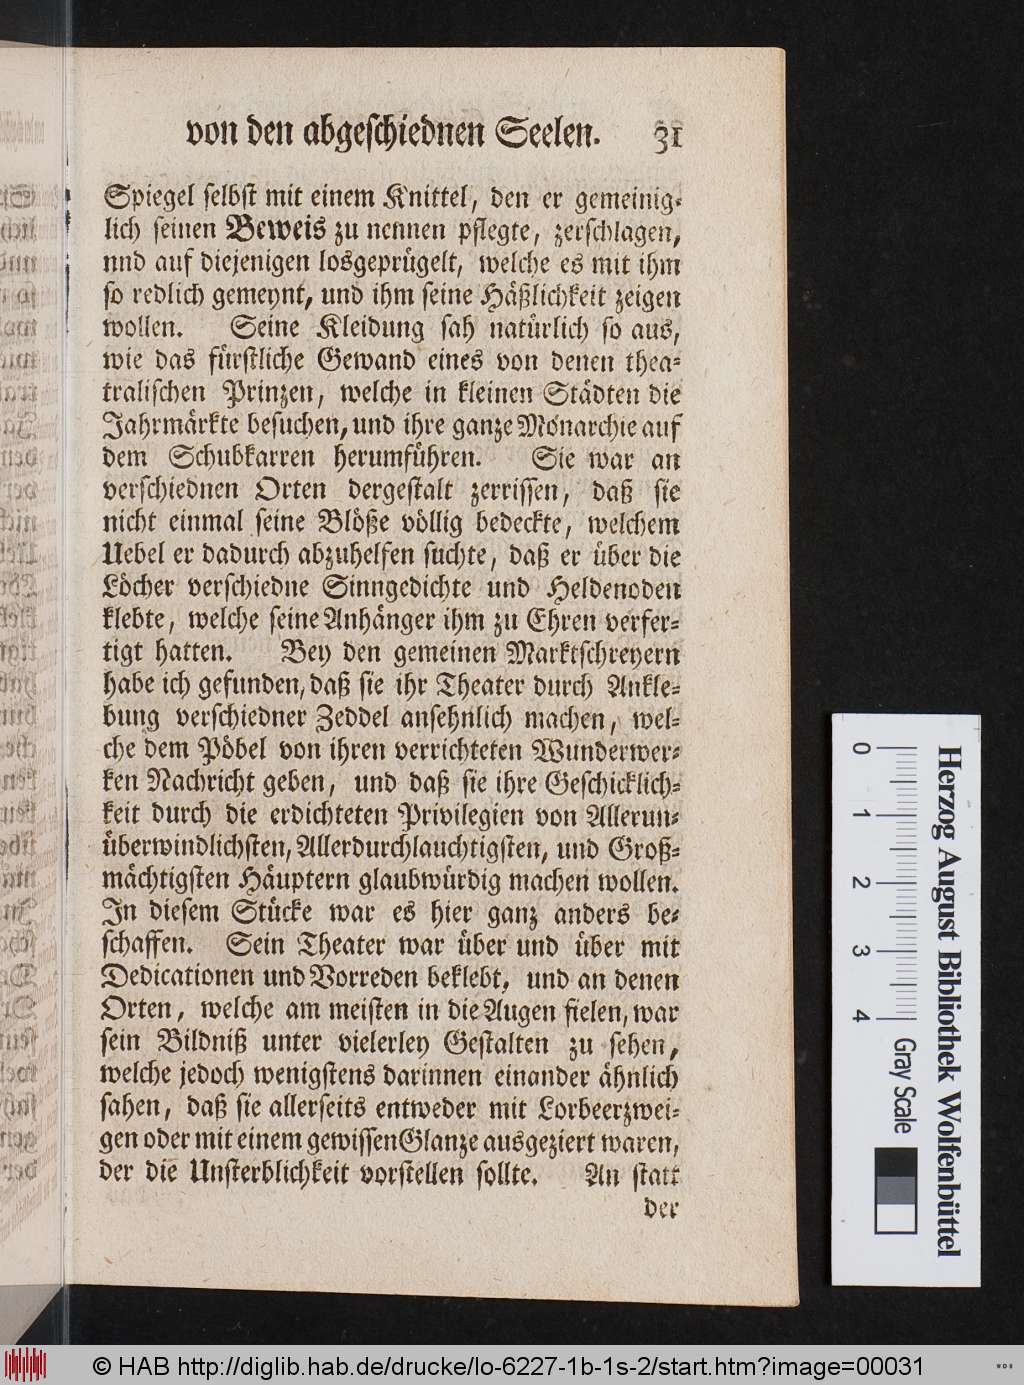 von den abgeschiednen Seelen. 31
Spiegel selbst mit einem Knittel, den er gemeinig-
lich seinen Beweis zu nennen pflegte, zerschlagen,
und auf diejenigen losgeprügelt, welche es mit ihm
so redlich gemeynt, und ihm seine Häßlichkeit zeigen
wollen. Seine Kleidung sah natürlich so aus,
wie das fürstliche Gewand eines von denen thea-
tralischen Prinzen, welche in kleinen Städten die
Jahrmärkte besuchen, und ihre ganze Monarchie auf
dem Schubkarren herumführen. Sie war an
verschiednen Orten dergestalt zerrissen, daß sie
nicht einmal seine Blöße völlig bedeckte, welchem
Uebel er dadurch abzuhelfen suchte, daß er über die
Löcher verschiedne Sinngedichte und Heldenoden
klebte, welche seine Anhänger ihm zu Ehren verfer-
tigt hatten. Bey den gemeinen Marktschreyern
habe ich gefunden, daß sie ihr Theater durch Ankle-
bung verschiedner Zeddel ansehnlich machen, wel-
che dem Pöbel von ihren verrichteten Wunderwer-
ken Nachricht geben, und daß sie ihre Geschicklich-
keit durch die erdichteten Privilegien von Allerun-
überwindlichsten, Allerdurchlauchtigsten, und Groß-
mächtigsten Häuptern glaubwürdig machen wollen.
In diesem Stücke war es hier ganz anders be-
schaffen. Sein Theater war über und über mit
Dedicationen und Vorreden beklebt, und an denen
Orten, welche am meisten in die Augen fielen, war
sein Bildniß unter vielerley Gestalten zu sehen,
welche jedoch wenigstens darinnen einander ähnlich
sahen, daß sie allerseits entweder mit Lorbeerzwei-
gen oder mit einem gewissen Glanze ausgeziert waren,
der die Unsterblichkeit vorstellen sollte. An statt
der
Herzog August Bibliothek Wolfenbüttel
0 1 2 3 4
Gray Scale
© HAB http://diglib.hab.de/drucke/lo-6227-1b-1s-2/start.htm?image=00031